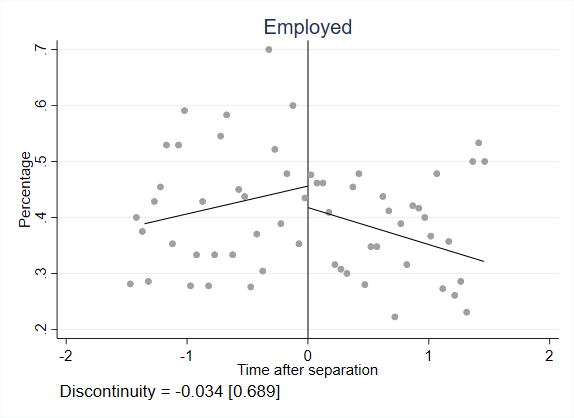 Employed
Percentage
.7
.6
.5
.4
.3
.2
-2 -1 0 1 2
Time after separation
Discontinuity = -0.034 [0.689]